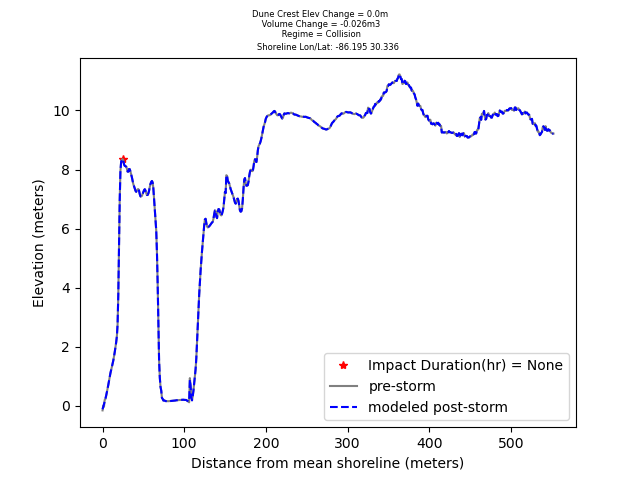 Dune Crest Elev Change = 0.0m
Volume Change = -0.026m3
Regime = Collision
Shoreline Lon/Lat: -86.195 30.336
10
8
6
4
2
0
Elevation (meters)
Impact Duration(hr) = None
pre-storm
modeled post-storm
0
100
200
300
400
500
Distance from mean shoreline (meters)